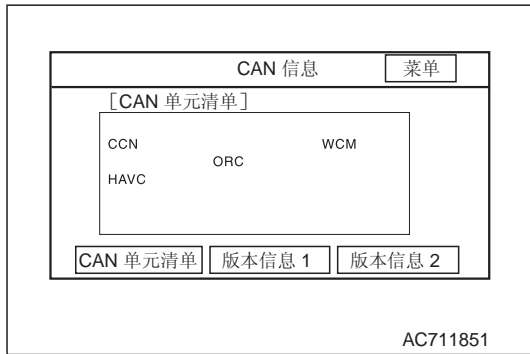 CAN 信息 菜单
[CAN 单元清单]
CCN WCM
ORC
HAVC
CAN 单元清单 版本信息 1 版本信息 2
AC711851